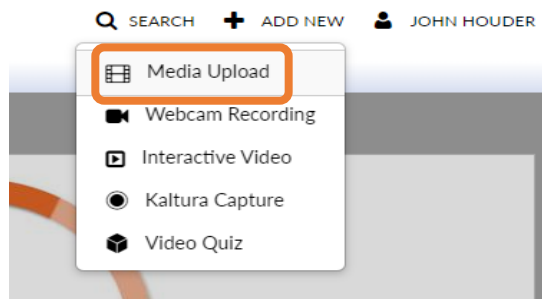 SEARCH ADD NEW JOHN HOUDER
Media Upload
Webcam Recording
Interactive Video
Kaltura Capture
Video Quiz